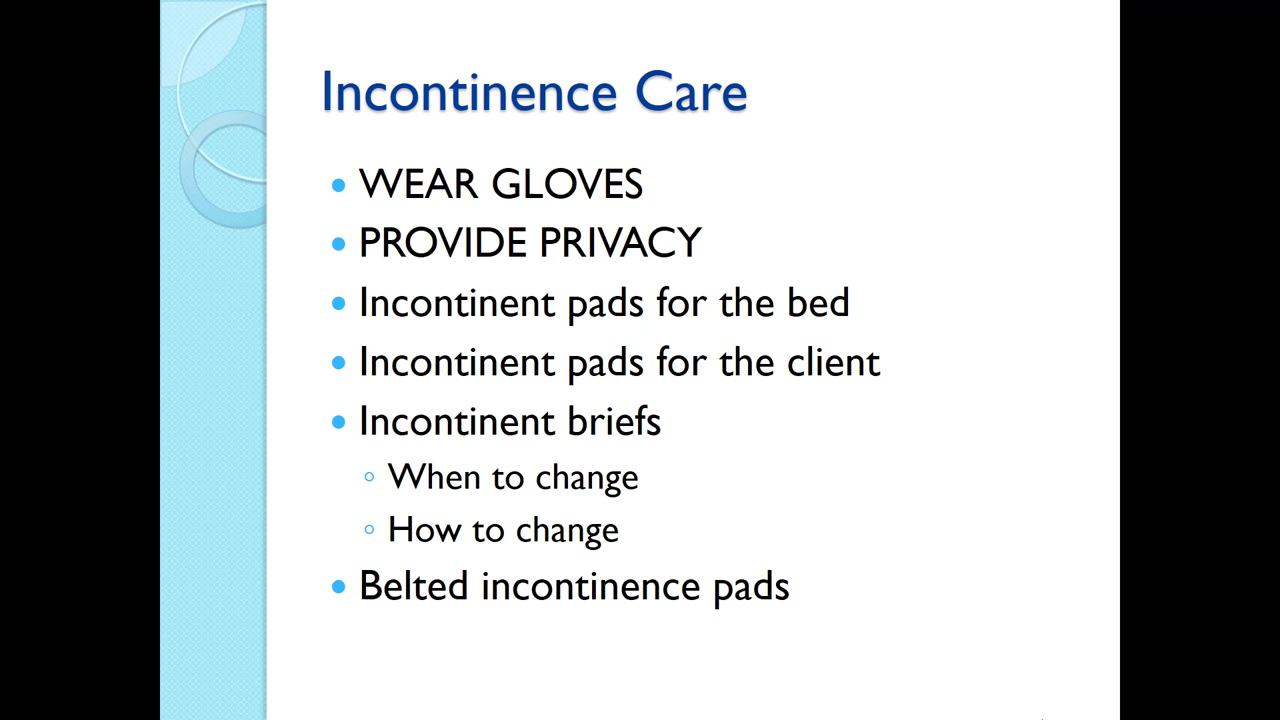 Incontinence Care
• WEAR GLOVES
• PROVIDE PRIVACY
• Incontinent pads for the bed
• Incontinent pads for the client
• Incontinent briefs
◦ When to change
◦ How to change
• Belted incontinence pads